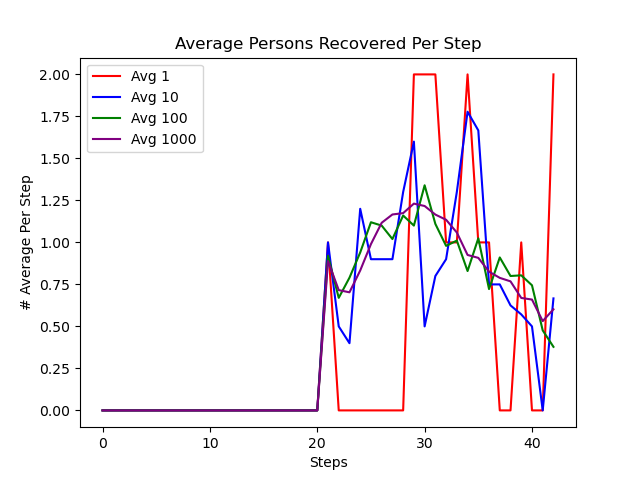 Average Persons Recovered Per Step
Avg 1
Avg 10
Avg 100
Avg 1000
# Average Per Step
2.00
1.75
1.50
1.25
1.00
0.75
0.50
0.25
0.00
0 10 20 30 40
Steps